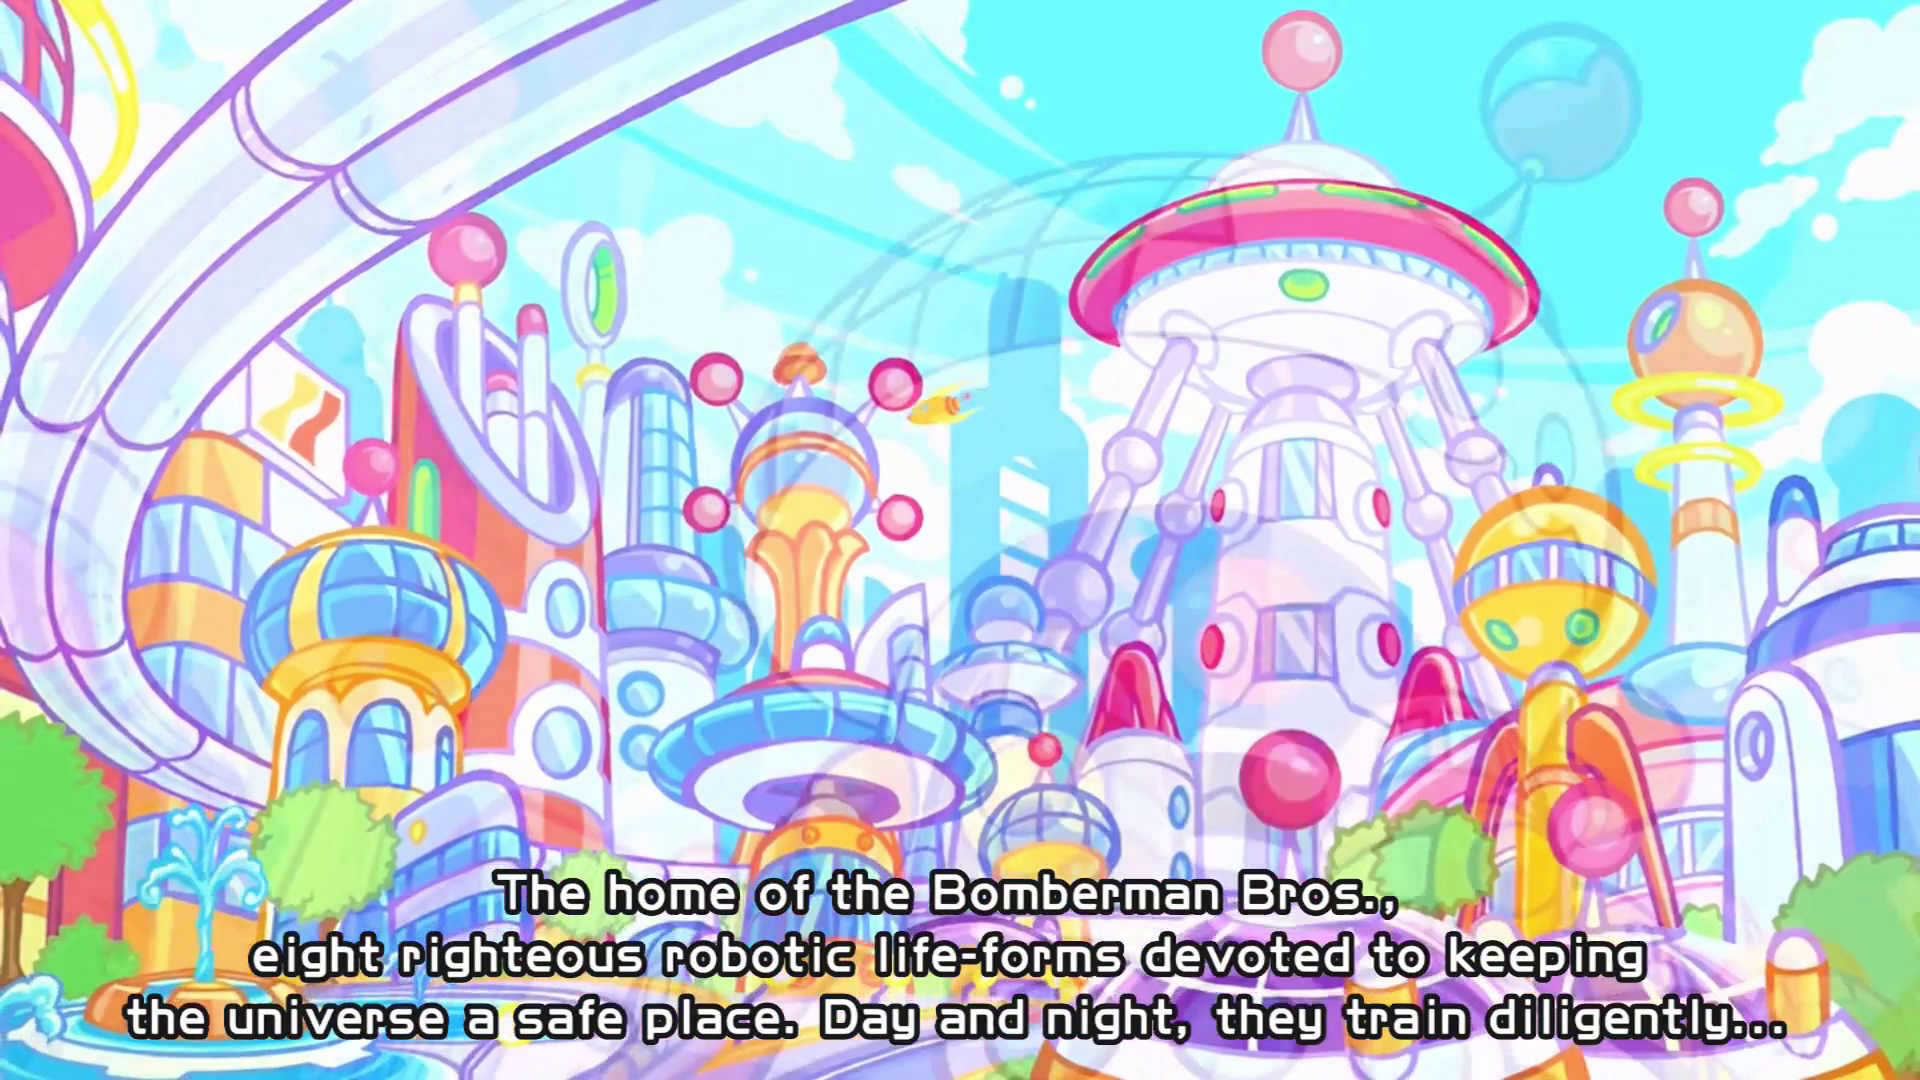 The home of the Bomberman Bros.,
eight righteous robotic life-forms devoted to keeping
the universe a safe place. Day and night, they train diligently...